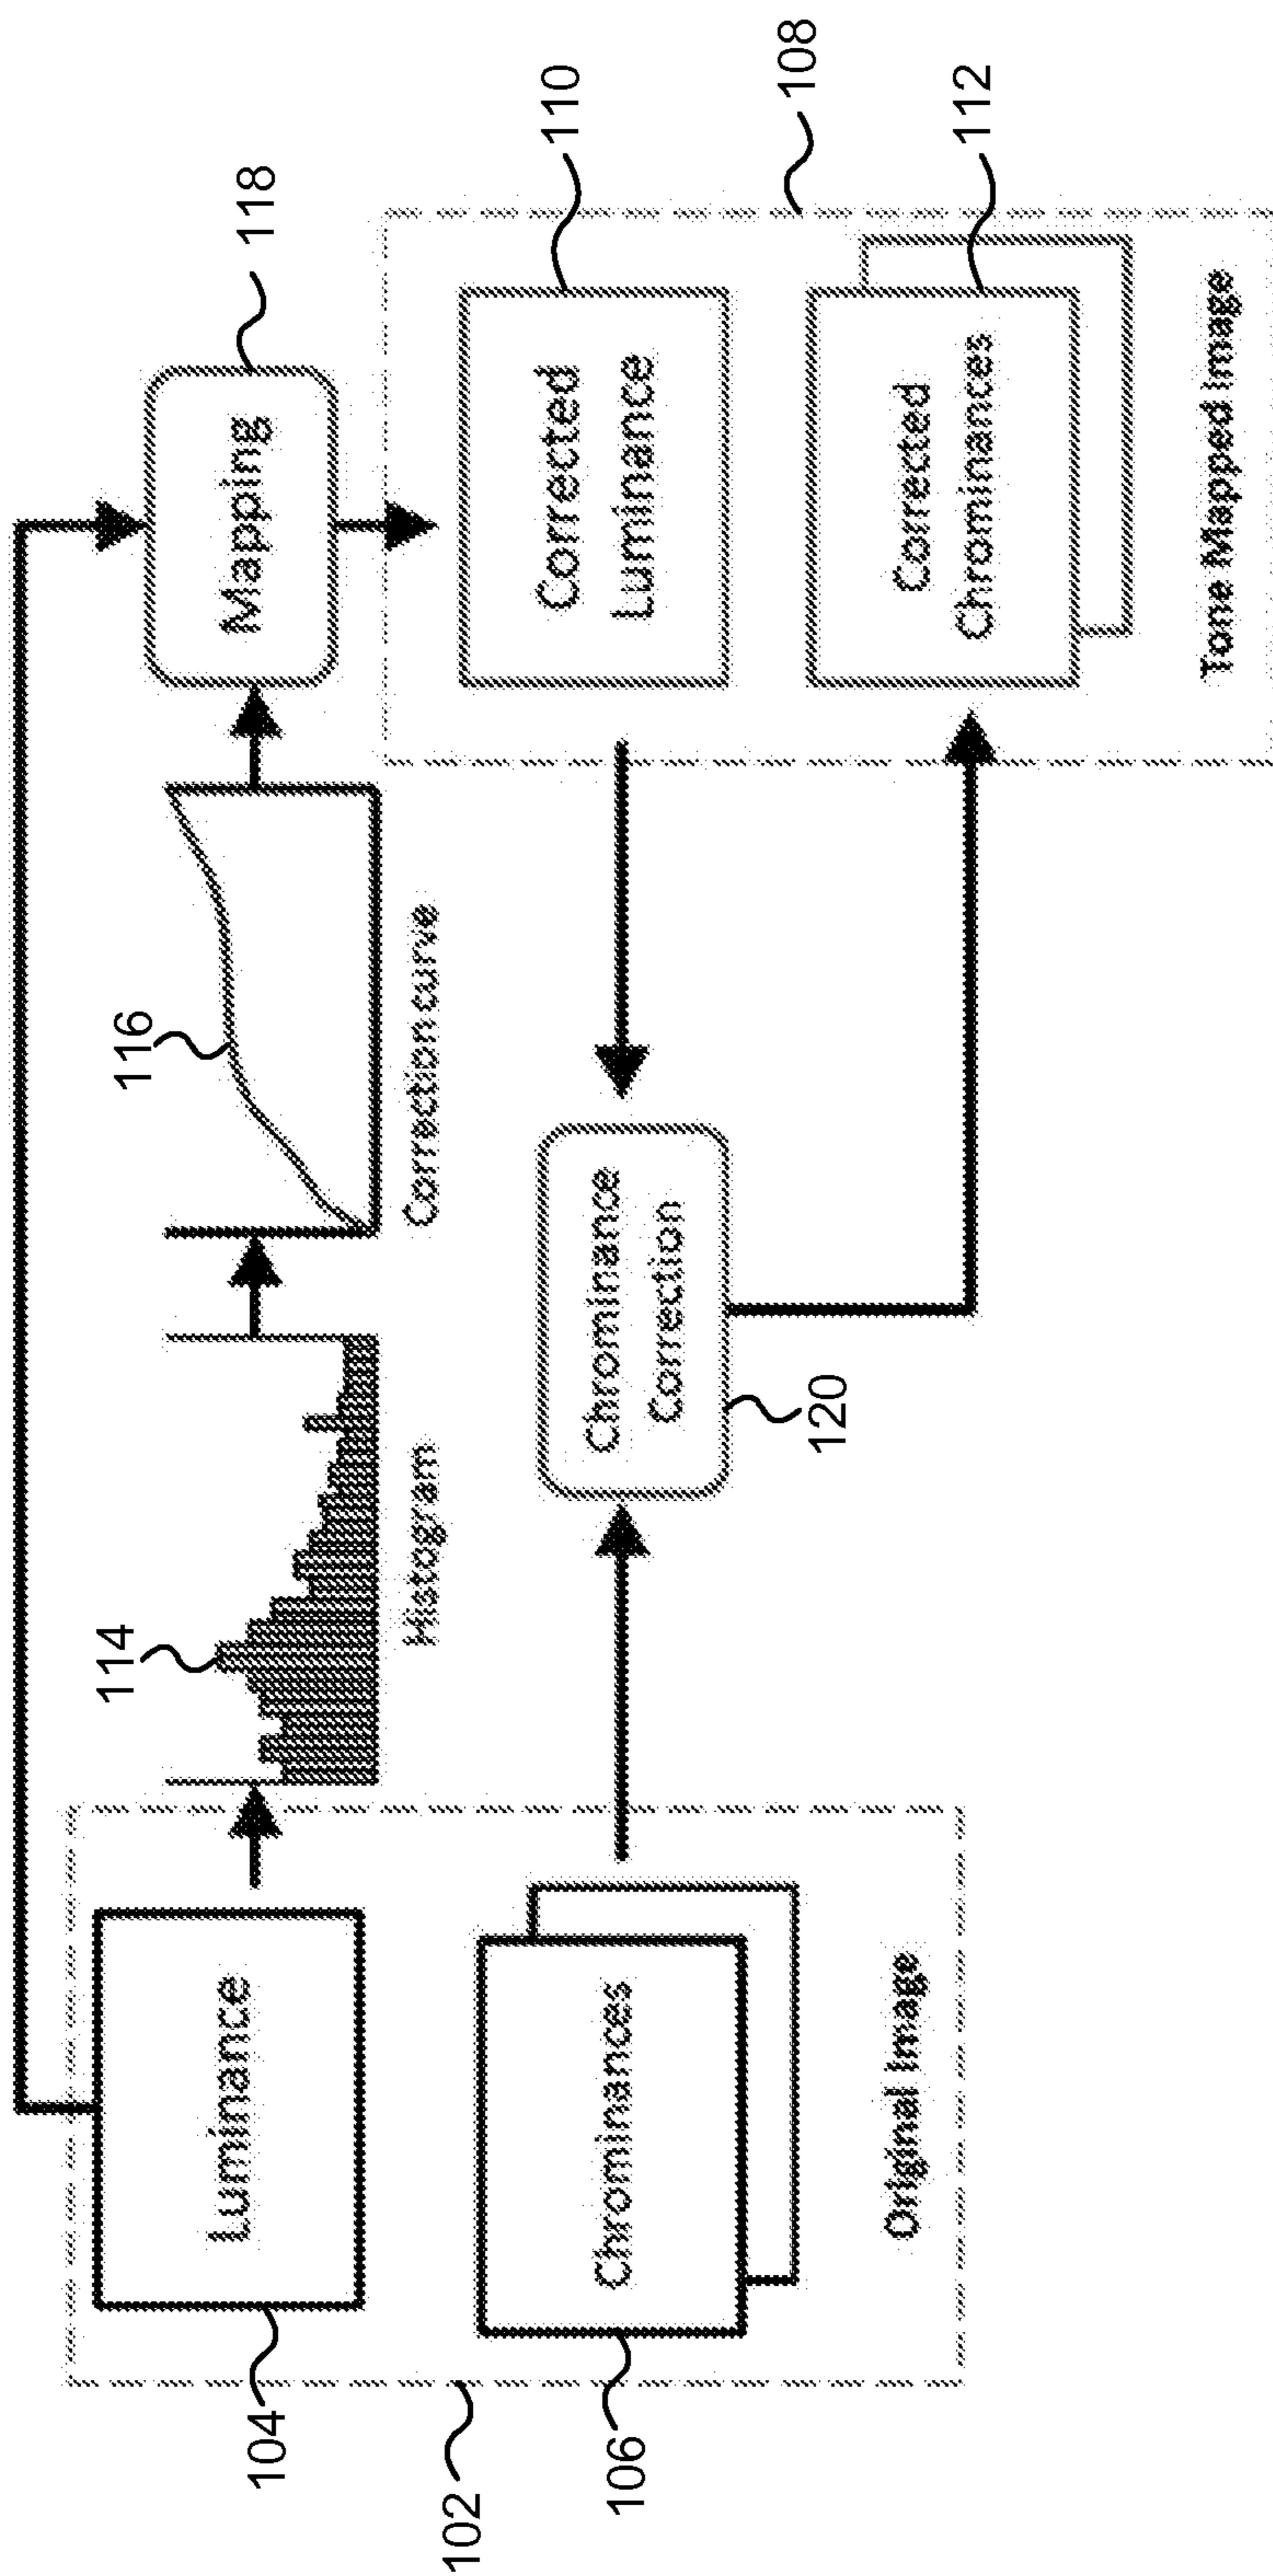 118
Mapping
116
Correction curve
114
Histogram
104
Luminance
102
106
Chrominances
Original Image
Chrominance
Correction
120
110
Corrected
Luminance
108
112
Corrected
Chrominances
Tone Mapped Image